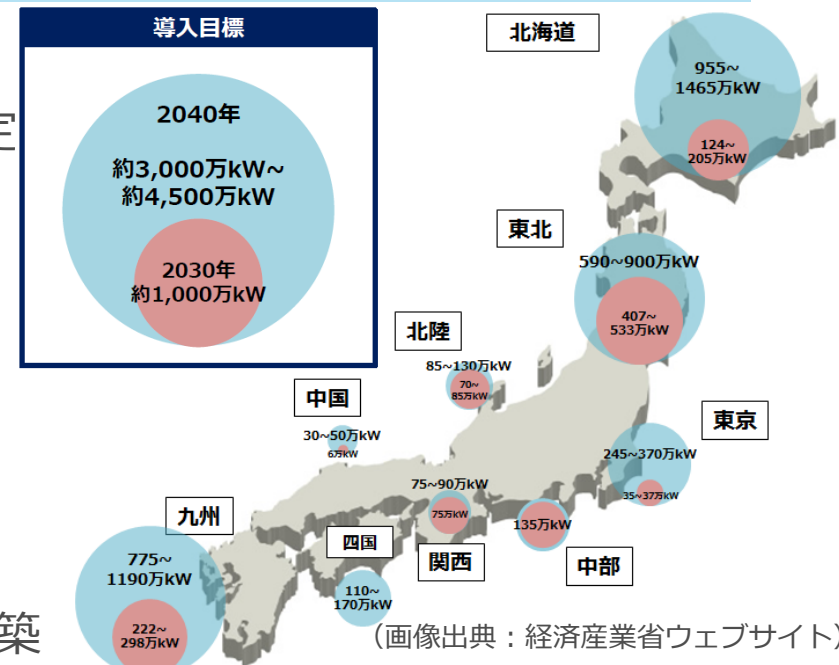 導入目標
2040年
約3,000万kW~
約4,500万kW
2030年
約1,000万kW
定
北海道
955~
1465万kW
124~
205万kW
東北
590~900万kW
407~
533万kW
北陸
85~130万kW
70~
85万kW
中国
30~50万kW
6万kW
東京
245~370万kW
35~37万kW
75~90万kW
75万kW
関西
135万kW
中部
九州
775~
1190万kW
222~
298万kW
四国
110~
170万kW
築
（画像出典：経済産業省ウェブサイト）